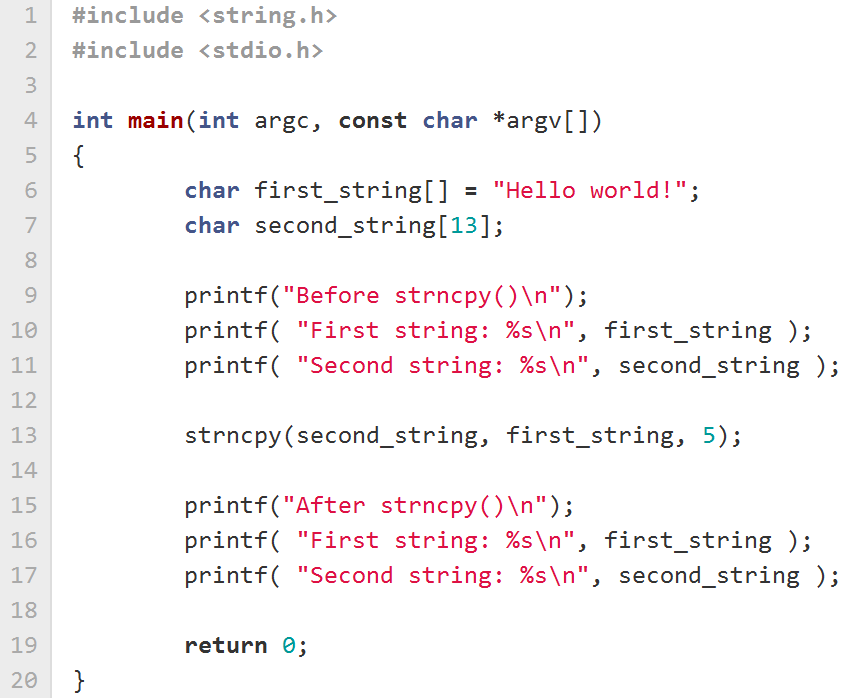 1 #include <string.h>
2 #include <stdio.h>
3
4 int main(int argc, const char *argv[])
5 {
6         char first_string[] = "Hello world!";
7         char second_string[13];
8
9         printf("Before strncpy()\n");
10         printf( "First string: %s\n", first_string );
11         printf( "Second string: %s\n", second_string );
12
13         strncpy(second_string, first_string, 5);
14
15         printf("After strncpy()\n");
16         printf( "First string: %s\n", first_string );
17         printf( "Second string: %s\n", second_string );
18
19         return 0;
20 }